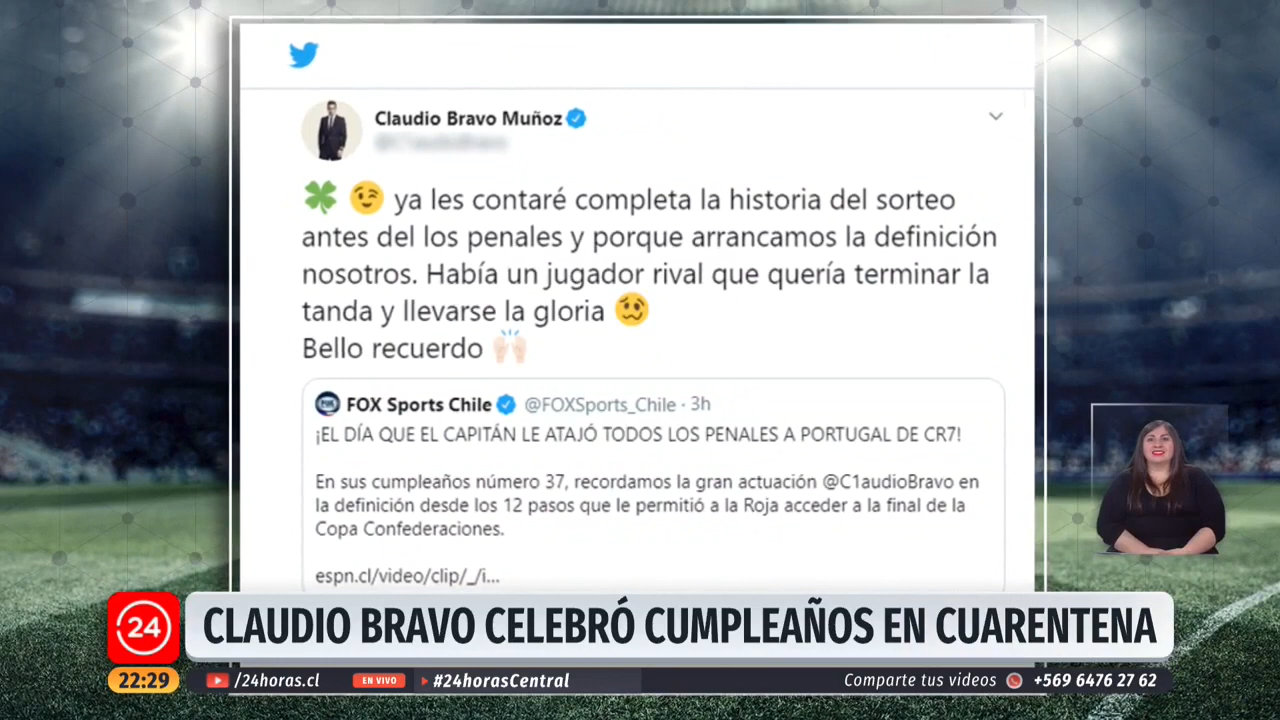 Claudio Bravo Muñoz
ya les contaré completa la historia del sorteo
antes del los penales y porque arrancamos la definición
nosotros. Había un jugador rival que quería terminar la
tanda y llevarse la gloria
Bello recuerdo
FOX Sports Chile @FOXSports_Chile · 3h
¡EL DÍA QUE EL CAPITÁN LE ATAJÓ TODOS LOS PENALES A PORTUGAL DE CR7!
En sus cumpleaños número 37, recordamos la gran actuación @C1audioBravo en
la definición desde los 12 pasos que le permitió a la Roja acceder a la final de la
Copa Confederaciones.
espn.cl/video/clip/_/i...
24
CLAUDIO BRAVO CELEBRÓ CUMPLEAÑOS EN CUARENTENA
22:29
/24horas.cl
EN VIVO
#24horasCentral
Comparte tus videos
+569 6476 27 62